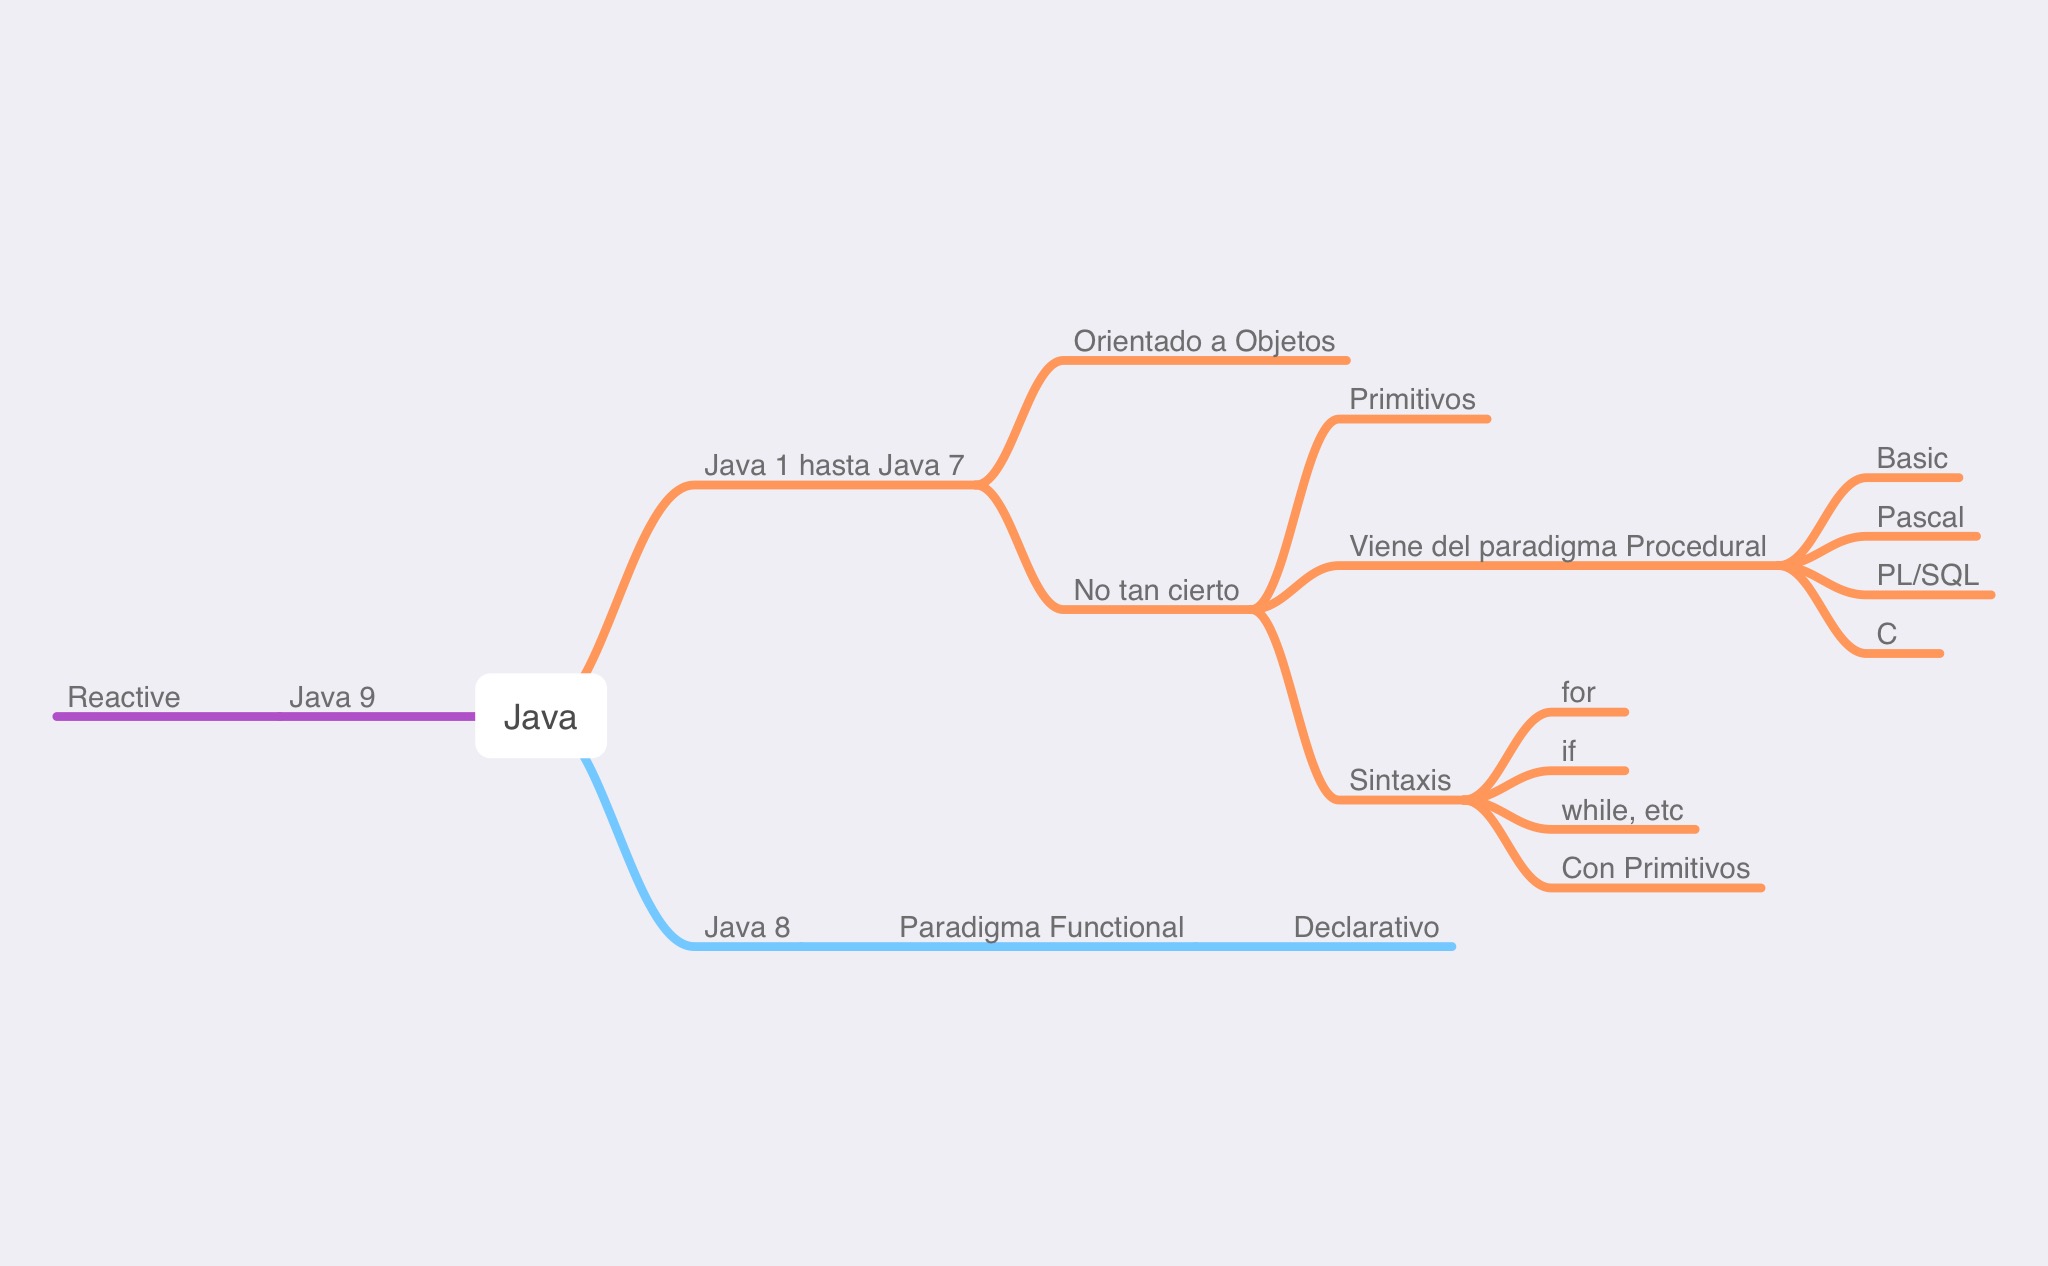 Orientado a Objetos
Primitivos
Basic
Java 1 hasta Java 7
Pascal
Viene del paradigma Procedural
PL/SQL
No tan cierto
C
for
Reactive
Java 9
Java
if
Sintaxis
while, etc
Con Primitivos
Java 8
Paradigma Functional
Declarativo